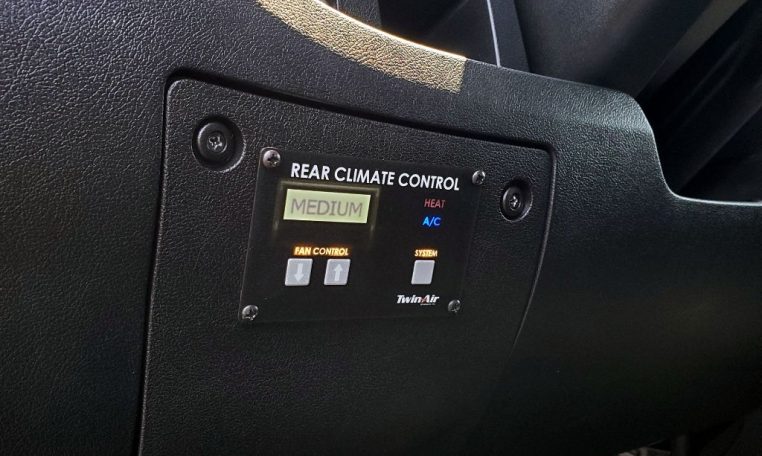 REAR CLIMATE CONTROL
MEDIUM
HEAT
A/C
FAN CONTROL
SYSTEM
TwinAir